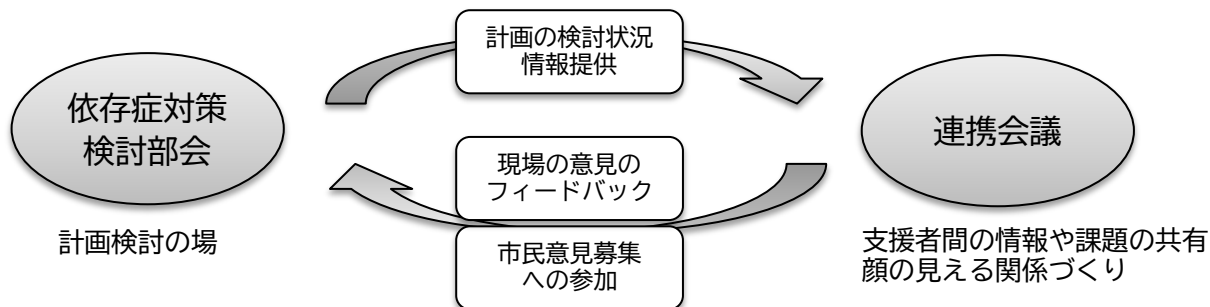 計画の検討状況
情報提供
依存症対策
検討部会
連携会議
現場の意見の
フィードバック
市民意見募集
への参加
計画検討の場
支援者間の情報や課題の共有
顔の見える関係づくり